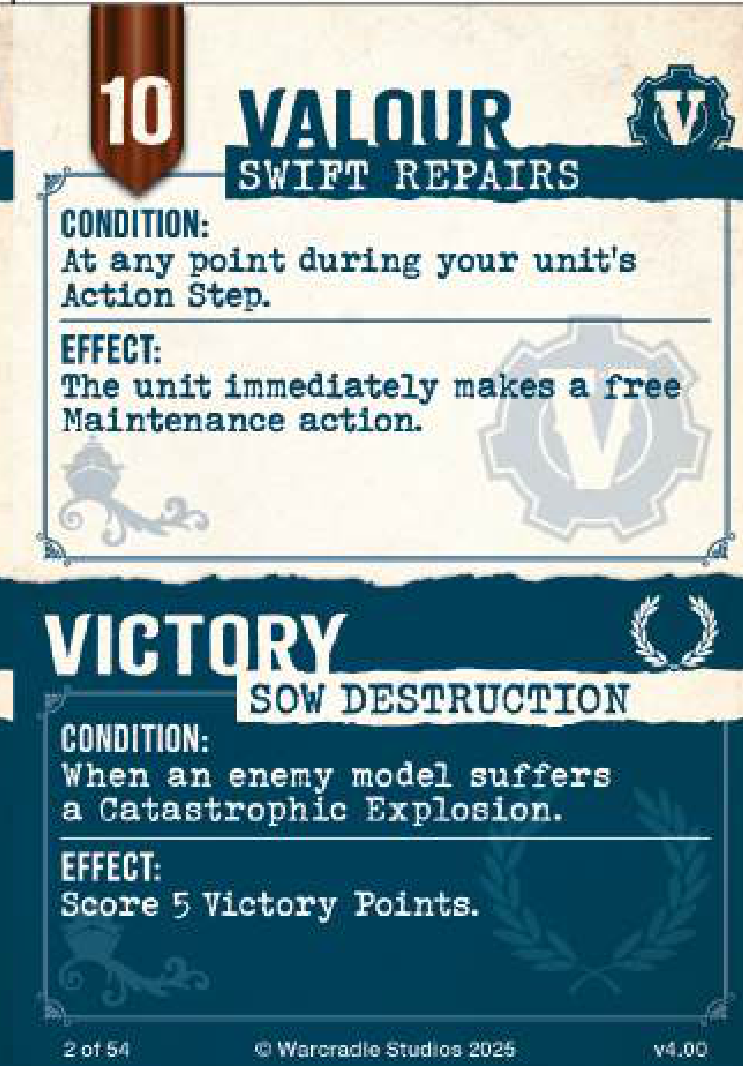 10
VALOUR
V
SWIFT REPAIRS
CONDITION:
At any point during your unit's
Action Step.
EFFECT:
The unit immediately makes a free
Maintenance action.
V
VICTORY
SOW DESTRUCTION
CONDITION:
When an enemy model suffers
a Catastrophic Explosion.
EFFECT:
Score 5 Victory Points.
2 of 54 © Warcradle Studios 2025 v4.00